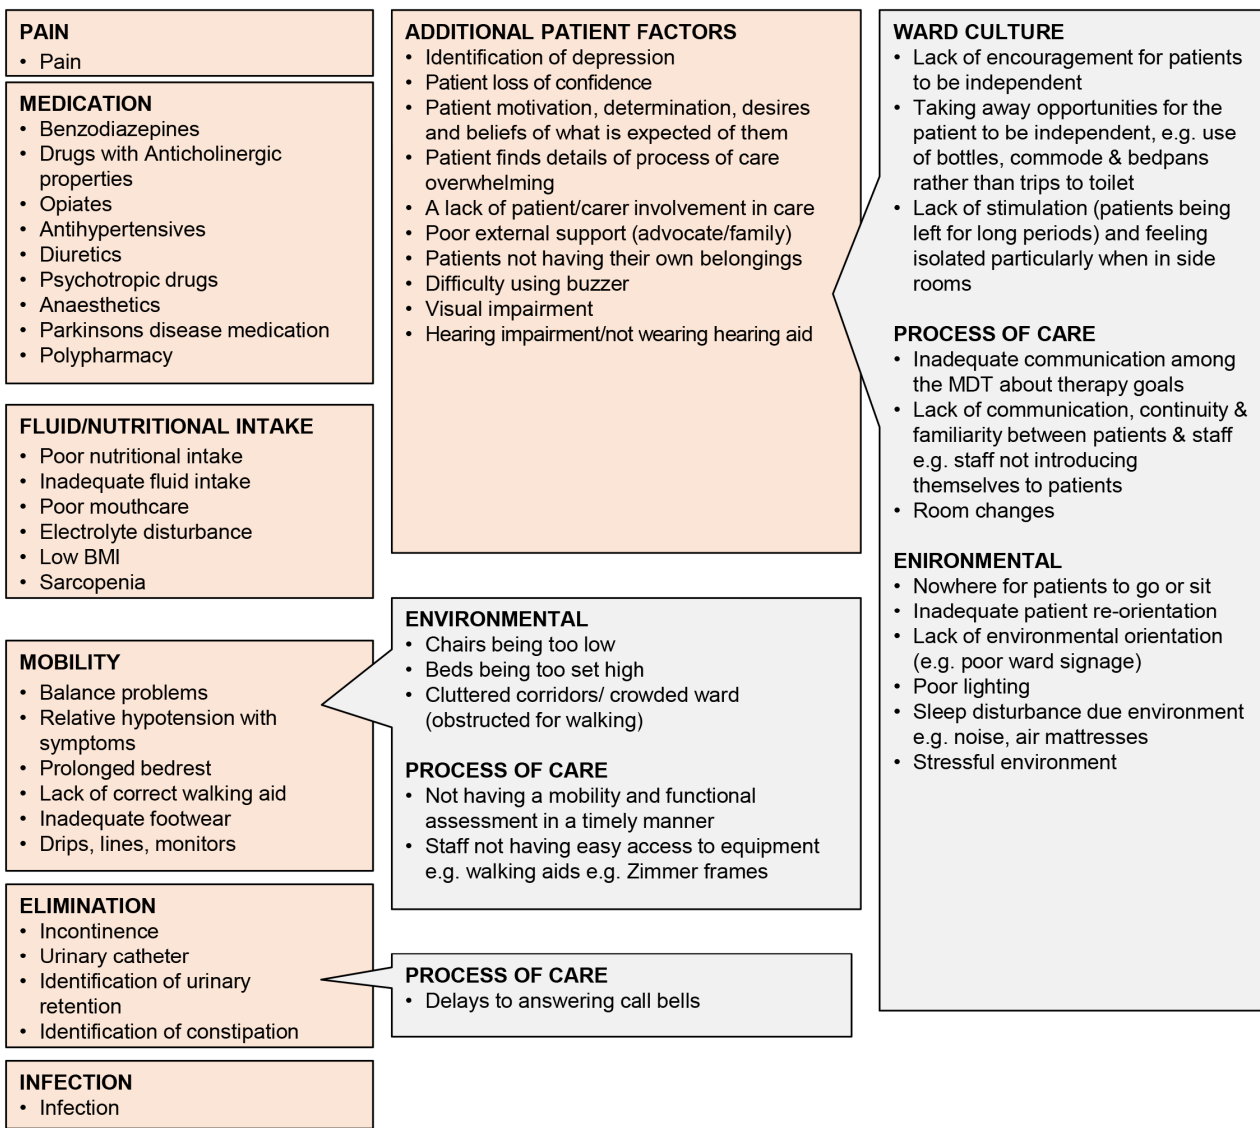 PAIN
• Pain
MEDICATION
• Benzodiazepines
• Drugs with Anticholinergic
properties
• Opiates
• Antihypertensives
• Diuretics
• Psychotropic drugs
• Anaesthetics
• Parkinsons disease medication
• Polypharmacy
FLUID/NUTRITIONAL INTAKE
• Poor nutritional intake
• Inadequate fluid intake
• Poor mouthcare
• Electrolyte disturbance
• Low BMI
• Sarcopenia
MOBILITY
• Balance problems
• Relative hypotension with
symptoms
• Prolonged bedrest
• Lack of correct walking aid
• Inadequate footwear
• Drips, lines, monitors
ELIMINATION
• Incontinence
• Urinary catheter
• Identification of urinary
retention
• Identification of constipation
INFECTION
• Infection
ADDITIONAL PATIENT FACTORS
• Identification of depression
• Patient loss of confidence
• Patient motivation, determination, desires
and beliefs of what is expected of them
• Patient finds details of process of care
overwhelming
• A lack of patient/carer involvement in care
• Poor external support (advocate/family)
• Patients not having their own belongings
• Difficulty using buzzer
• Visual impairment
• Hearing impairment/not wearing hearing aid
ENVIRONMENTAL
• Chairs being too low
• Beds being too set high
• Cluttered corridors/ crowded ward
(obstructed for walking)
PROCESS OF CARE
• Not having a mobility and functional
assessment in a timely manner
• Staff not having easy access to equipment
e.g. walking aids e.g. Zimmer frames
PROCESS OF CARE
• Delays to answering call bells
WARD CULTURE
• Lack of encouragement for patients
to be independent
• Taking away opportunities for the
patient to be independent, e.g. use
of bottles, commode & bedpans
rather than trips to toilet
• Lack of stimulation (patients being
left for long periods) and feeling
isolated particularly when in side
rooms
PROCESS OF CARE
• Inadequate communication among
the MDT about therapy goals
• Lack of communication, continuity &
familiarity between patients & staff
e.g. staff not introducing
themselves to patients
• Room changes
ENIRONMENTAL
• Nowhere for patients to go or sit
• Inadequate patient re-orientation
• Lack of environmental orientation
(e.g. poor ward signage)
• Poor lighting
• Sleep disturbance due environment
e.g. noise, air mattresses
• Stressful environment